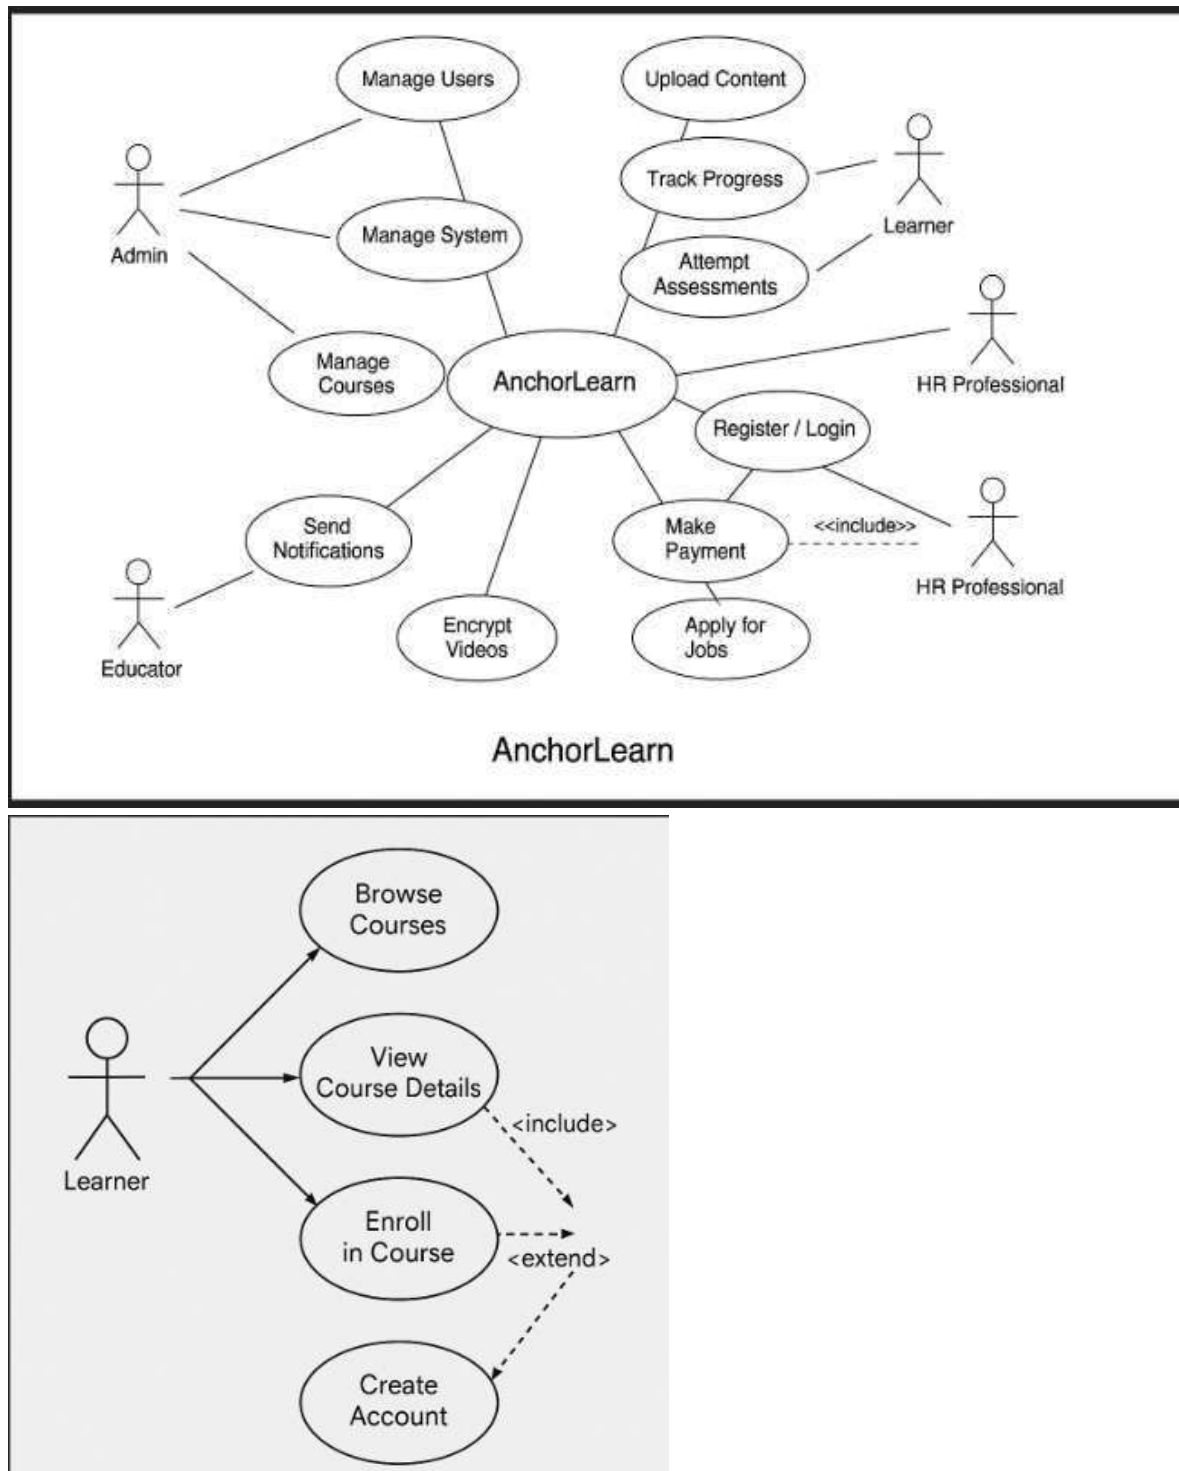 Manage Users
Upload Content
Track Progress
Learner
Admin
Manage System
Attempt
Assessments
Manage
Courses
AnchorLearn
HR Professional
Register / Login
Send
Notifications
Make
Payment
<<include>>
HR Professional
Educator
Encrypt
Videos
Apply for
Jobs
AnchorLearn
Browse
Courses
View
Course Details
<include>
Learner
Enroll
in Course
<extend>
Create
Account